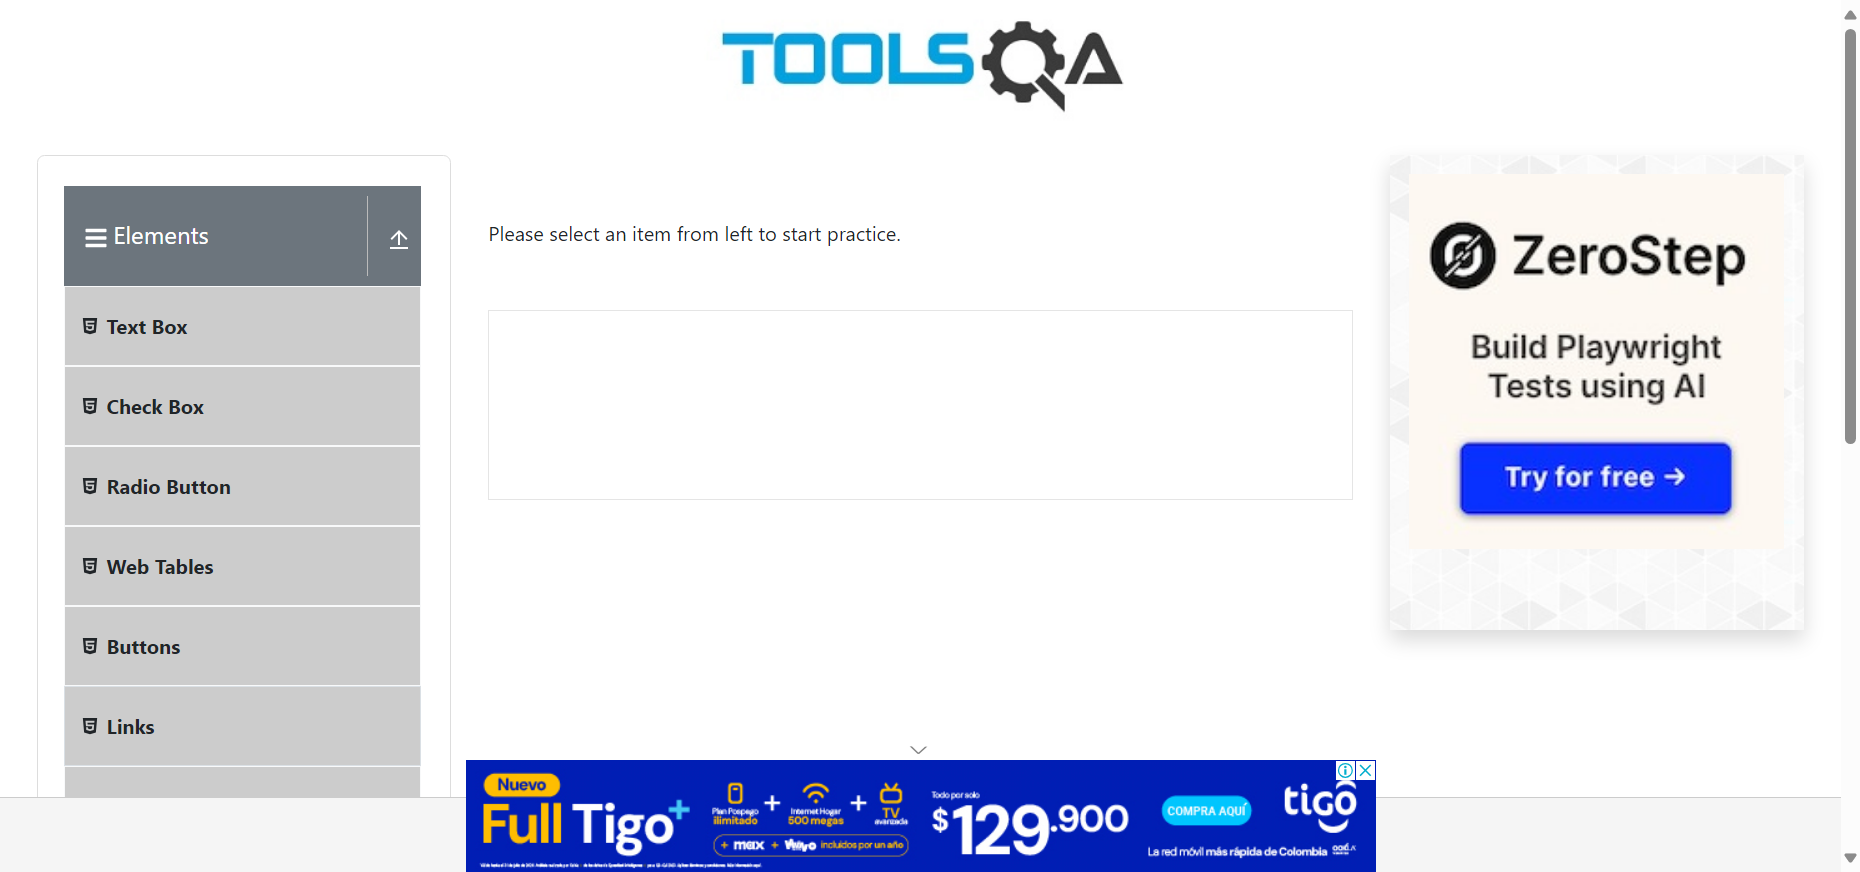 TOOLSQA
Elements
Text Box
Check Box
Radio Button
Web Tables
Buttons
Links
Please select an item from left to start practice.
ZeroStep
Build Playwright
Tests using AI
Try for free →
Nuevo
Full Tigo+
Plan Pospago
ilimitado
+
Internet Hogar
500 megas
+
TV
avanzada
+ max + Vivvo incluidos por un año
Todo por solo
$129.900
COMPRA AQUÍ
tigo
La red móvil más rápida de Colombia